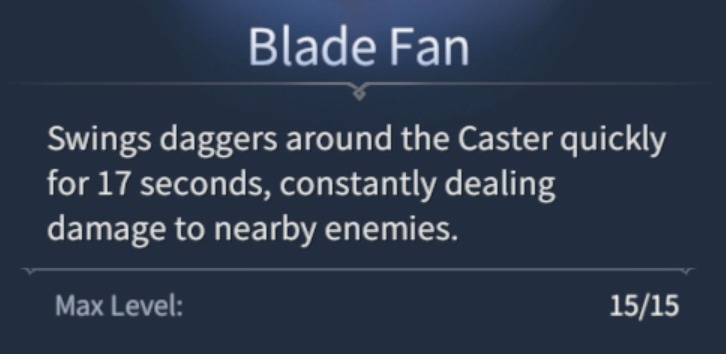 Blade Fan
Swings daggers around the Caster quickly
for 17 seconds, constantly dealing
damage to nearby enemies.
Max Level: 15/15